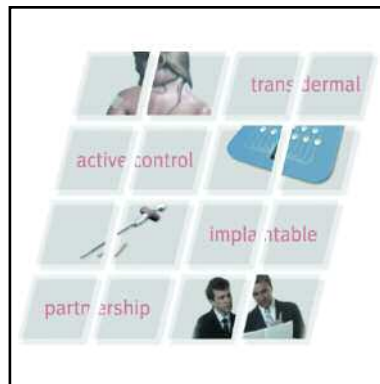 transdermal
active control
implantable
partnership